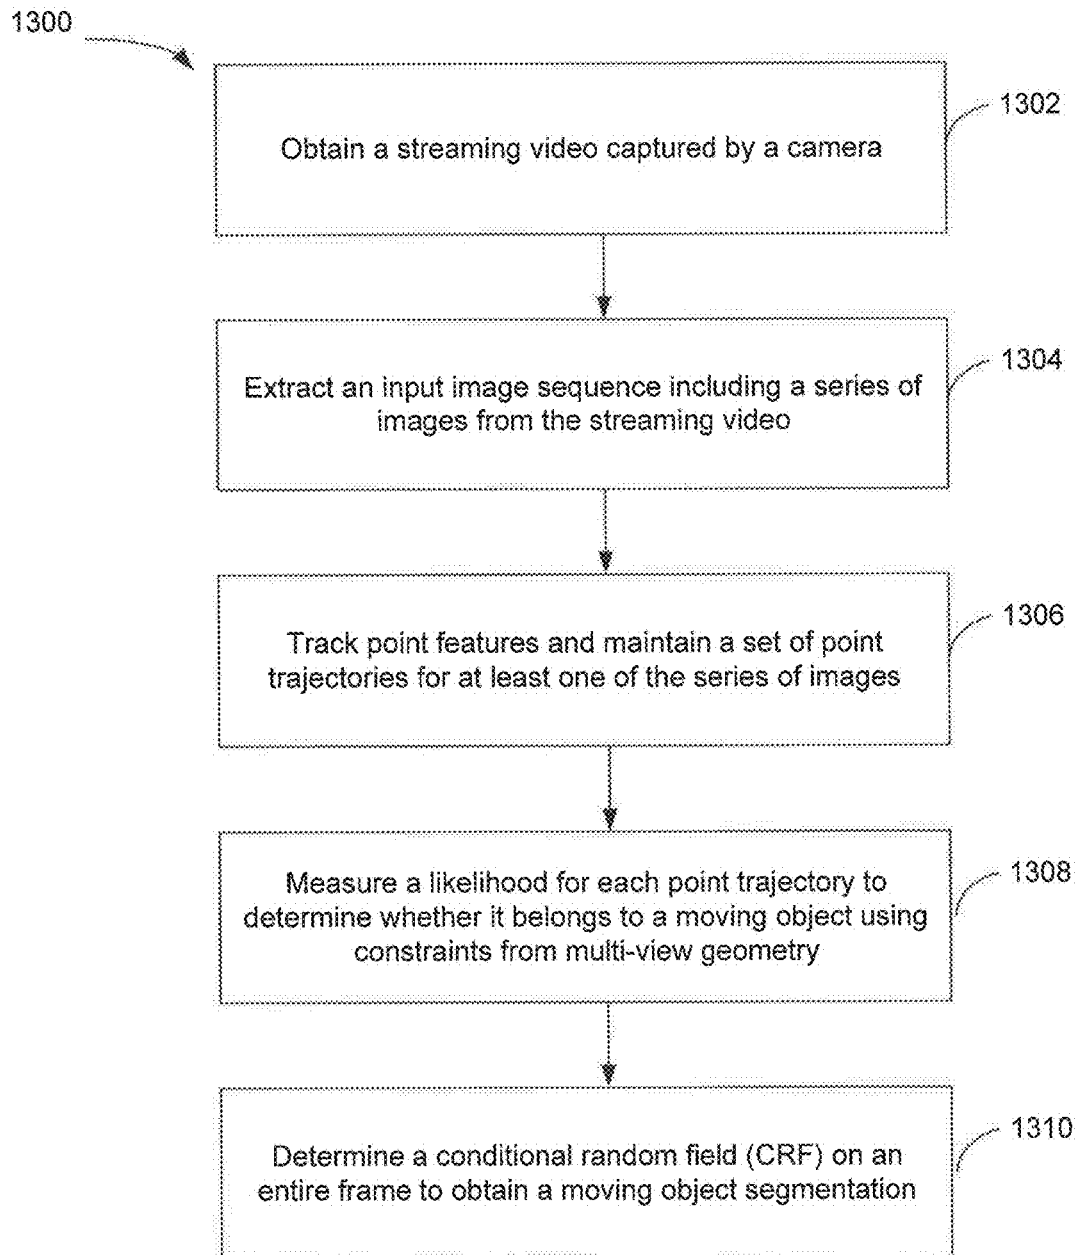 1300
1302
Obtain a streaming video captured by a camera
1304
Extract an input image sequence including a series of
images from the streaming video
1306
Track point features and maintain a set of point
trajectories for at least one of the series of images
1308
Measure a likelihood for each point trajectory to
determine whether it belongs to a moving object using
constraints from multi-view geometry
1310
Determine a conditional random field (CRF) on an
entire frame to obtain a moving object segmentation